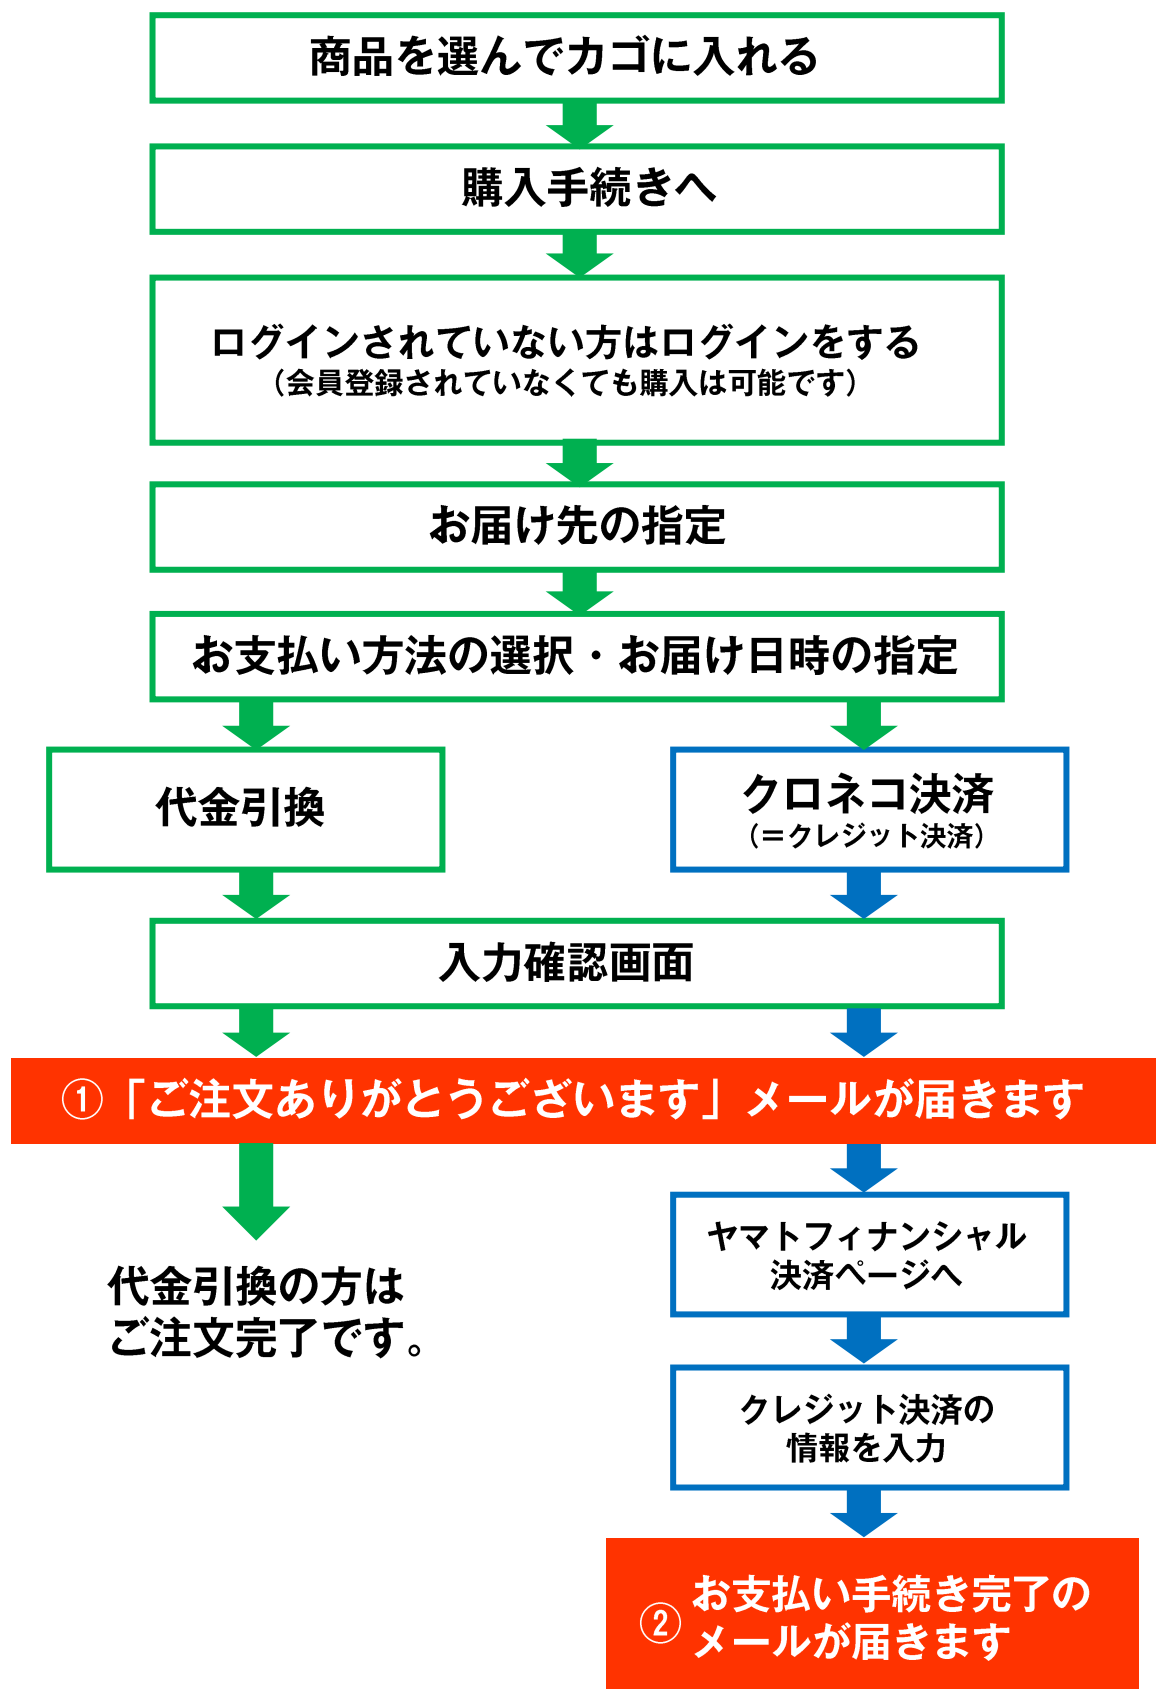 商品を選んでカゴに入れる
購入手続きへ
ログインされていない方はログインをする
（会員登録されていなくても購入は可能です）
お届け先の指定
お支払い方法の選択・お届け日時の指定
代金引換
クロネコ決済
（＝クレジット決済）
入力確認画面
①「ご注文ありがとうございます」メールが届きます
代金引換の方は
ご注文完了です。
ヤマトフィナンシャル
決済ページへ
クレジット決済の
情報を入力
② お支払い手続き完了の
メールが届きます